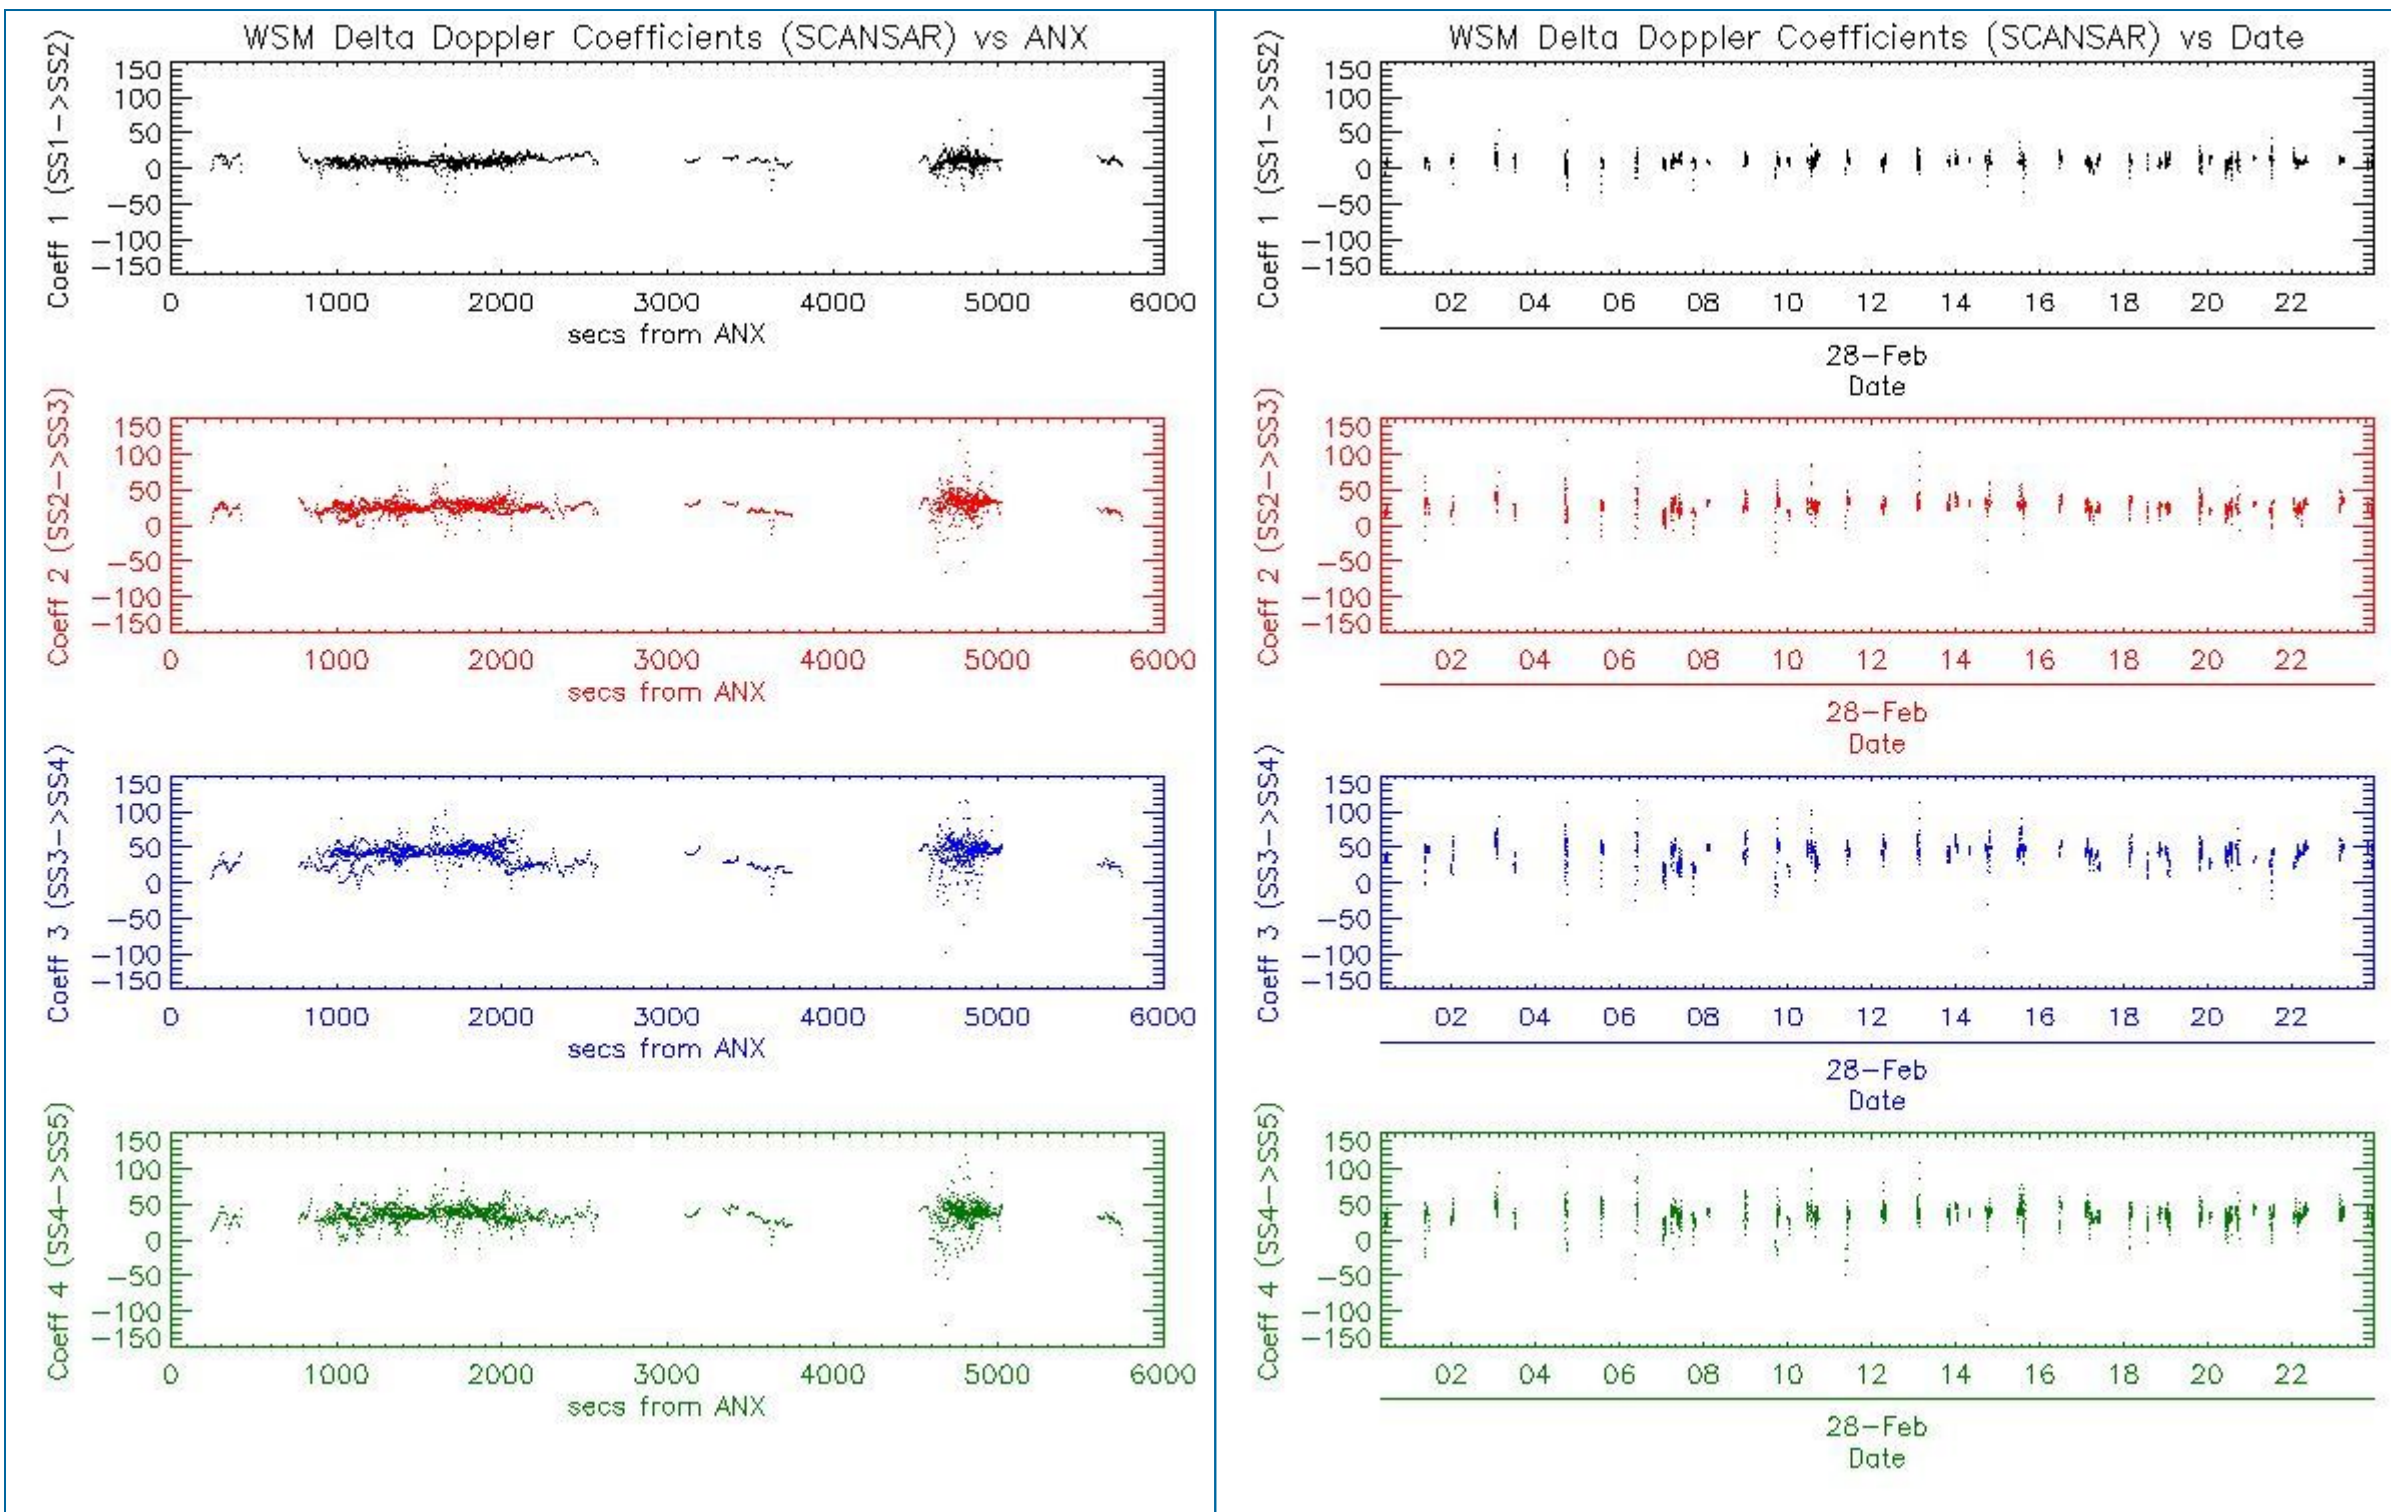 WSM Delta Doppler Coefficients (SCANSAR) vs ANX
Coeff 1 (SS1->SS2)
150
100
50
0
-50
-100
-150
0 1000 2000 3000 4000 5000 6000
secs from ANX
Coeff 2 (SS2->SS3)
150
100
50
0
-50
-100
-150
0 1000 2000 3000 4000 5000 6000
secs from ANX
Coeff 3 (SS3->SS4)
150
100
50
0
-50
-100
-150
0 1000 2000 3000 4000 5000 6000
secs from ANX
Coeff 4 (SS4->SS5)
150
100
50
0
-50
-100
-150
0 1000 2000 3000 4000 5000 6000
secs from ANX
WSM Delta Doppler Coefficients (SCANSAR) vs Date
Coeff 1 (SS1->SS2)
150
100
50
0
-50
-100
-150
02 04 06 08 10 12 14 16 18 20 22
28-Feb
Date
Coeff 2 (SS2->SS3)
150
100
50
0
-50
-100
-150
02 04 06 08 10 12 14 16 18 20 22
28-Feb
Date
Coeff 3 (SS3->SS4)
150
100
50
0
-50
-100
-150
02 04 06 08 10 12 14 16 18 20 22
28-Feb
Date
Coeff 4 (SS4->SS5)
150
100
50
0
-50
-100
-150
02 04 06 08 10 12 14 16 18 20 22
28-Feb
Date